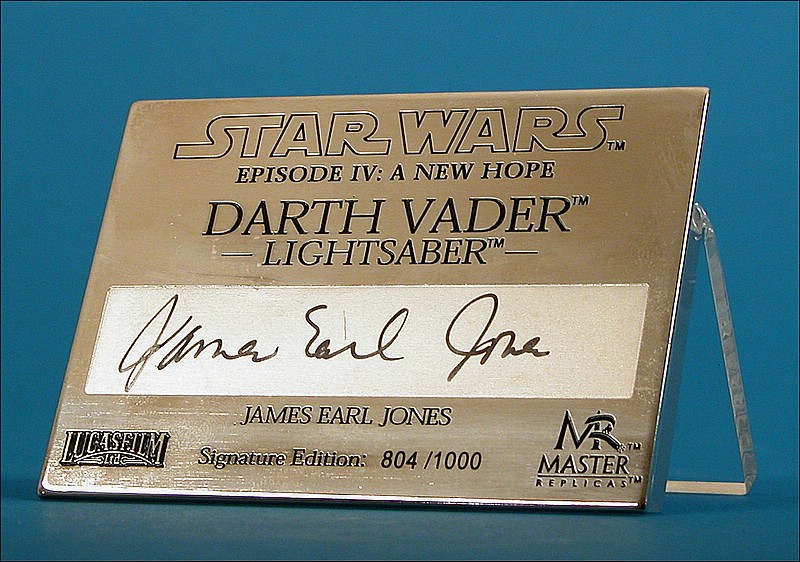 STAR WARS™
EPISODE IV: A NEW HOPE
DARTH VADER™
—LIGHTSABER™—
James Earl Jones
JAMES EARL JONES
LUCASFILM Ltd.
Signature Edition: 804 /1000
MR™
MASTER
REPLICAS™